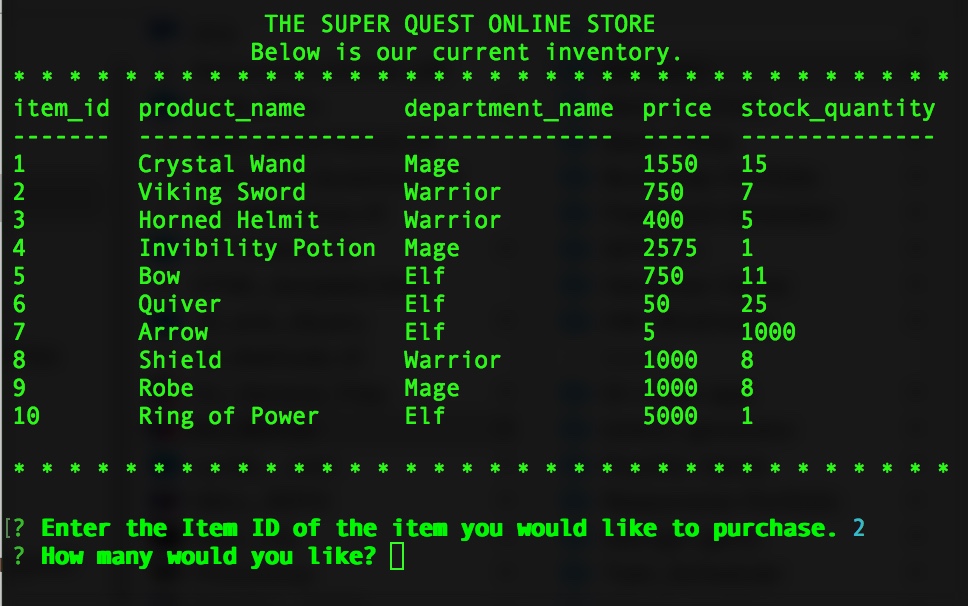 THE SUPER QUEST ONLINE STORE
Below is our current inventory.
* * * * * * * * * * * * * * * * * * * * * * * * * * * * * * * * * *
item_id  product_name       department_name  price  stock_quantity
-------  -----------------  ---------------  -----  --------------
1        Crystal Wand       Mage             1550   15
2        Viking Sword       Warrior          750    7
3        Horned Helmit      Warrior          400    5
4        Invibility Potion  Mage             2575   1
5        Bow                Elf              750    11
6        Quiver             Elf              50     25
7        Arrow              Elf              5      1000
8        Shield             Warrior          1000   8
9        Robe               Mage             1000   8
10       Ring of Power      Elf              5000   1
* * * * * * * * * * * * * * * * * * * * * * * * * * * * * * * * * *
[? Enter the Item ID of the item you would like to purchase. 2
? How many would you like?